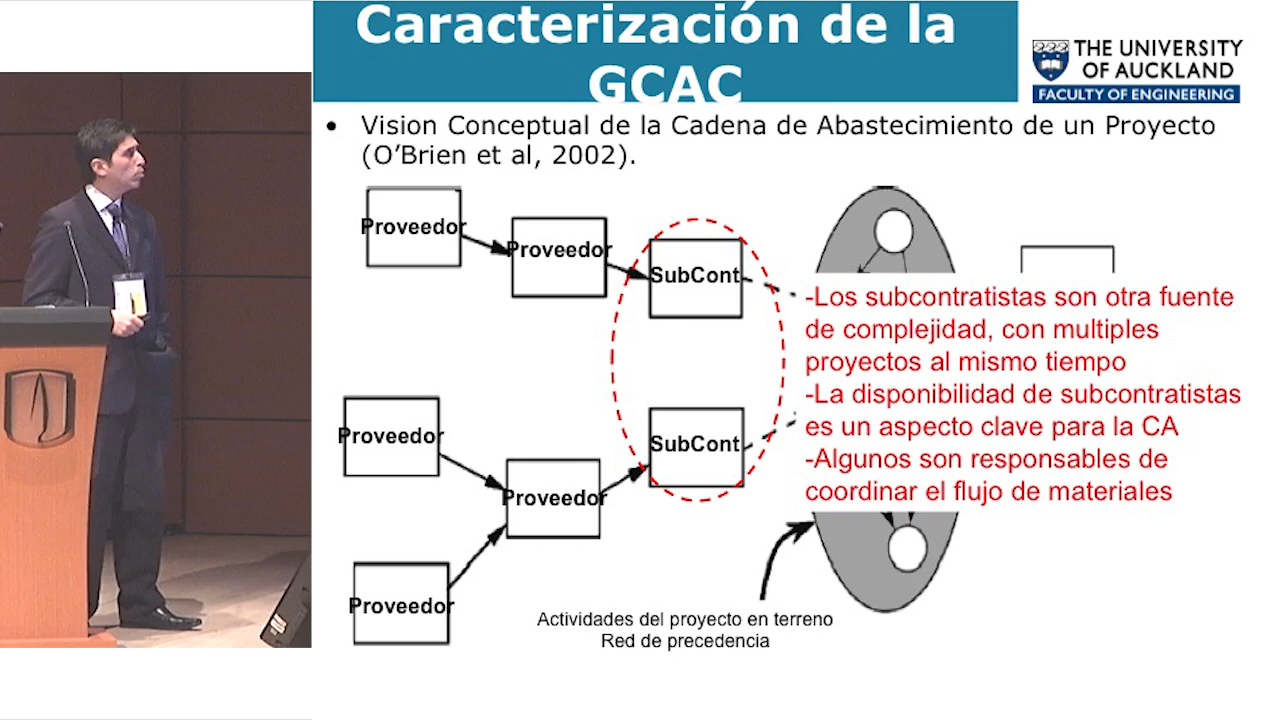 Caracterización de la
GCAC
THE UNIVERSITY
OF AUCKLAND
FACULTY OF ENGINEERING
• Vision Conceptual de la Cadena de Abastecimiento de un Proyecto
(O’Brien et al, 2002).
Proveedor
Proveedor
SubCont
-Los subcontratistas son otra fuente
de complejidad, con multiples
proyectos al mismo tiempo
-La disponibilidad de subcontratistas
es un aspecto clave para la CA
-Algunos son responsables de
coordinar el flujo de materiales
Proveedor
Proveedor
SubCont
Proveedor
Actividades del proyecto en terreno
Red de precedencia